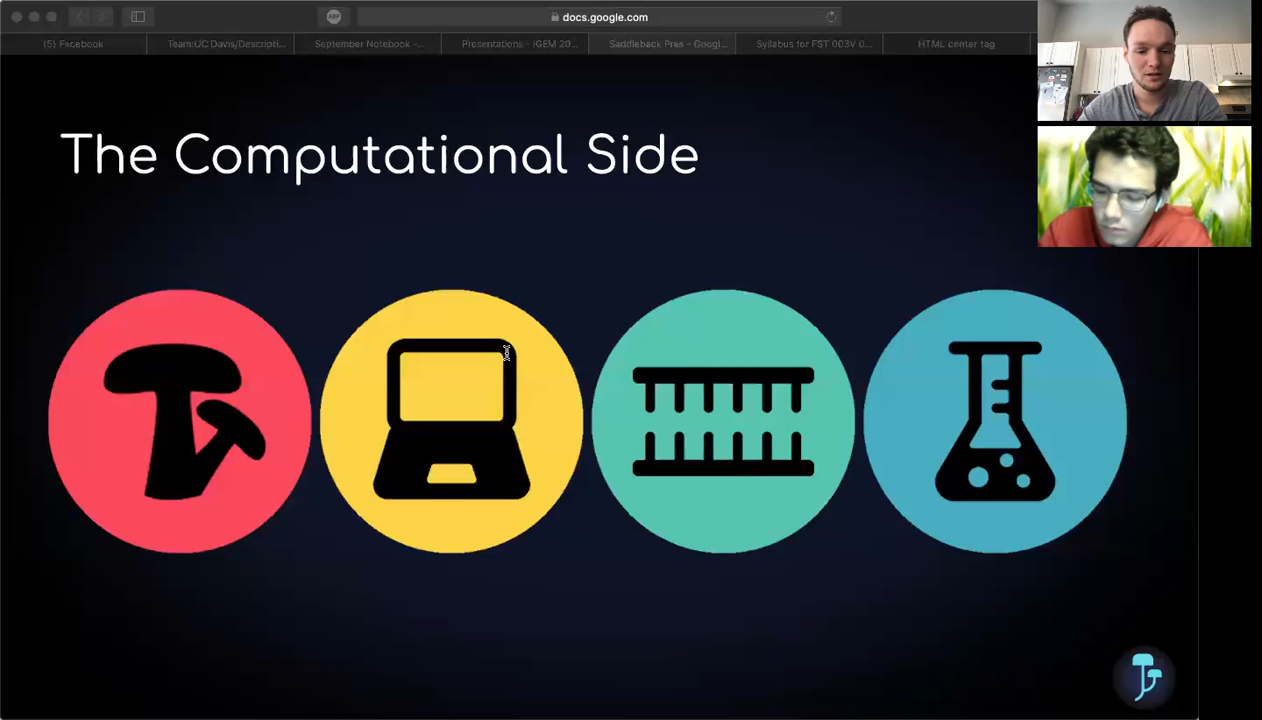 docs.google.com
(5) Facebook
Team:UC Davis/Descripti...
September Notebook -...
Presentations - iGEM 20...
Saddleback Pres - Googl...
Syllabus for FST 003V 0...
HTML center tag
The Computational Side